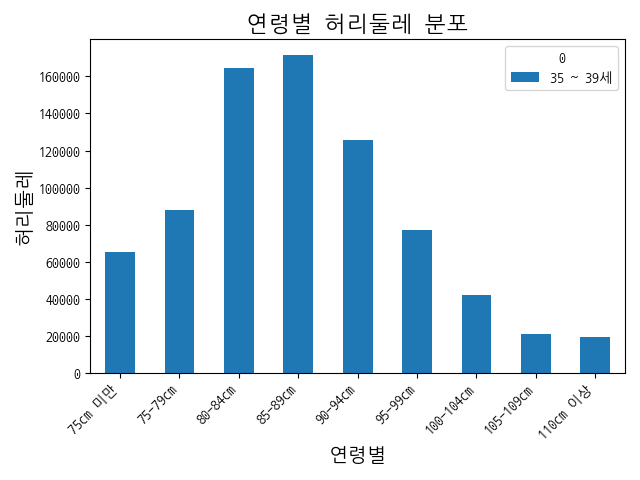 연령별 허리둘레 분포
0
35 ~ 39세
허리둘레
160000
140000
120000
100000
80000
60000
40000
20000
0
75cm 미만
75-79cm
80-84cm
85-89cm
90-94cm
95-99cm
100-104cm
105-109cm
110cm 이상
연령별